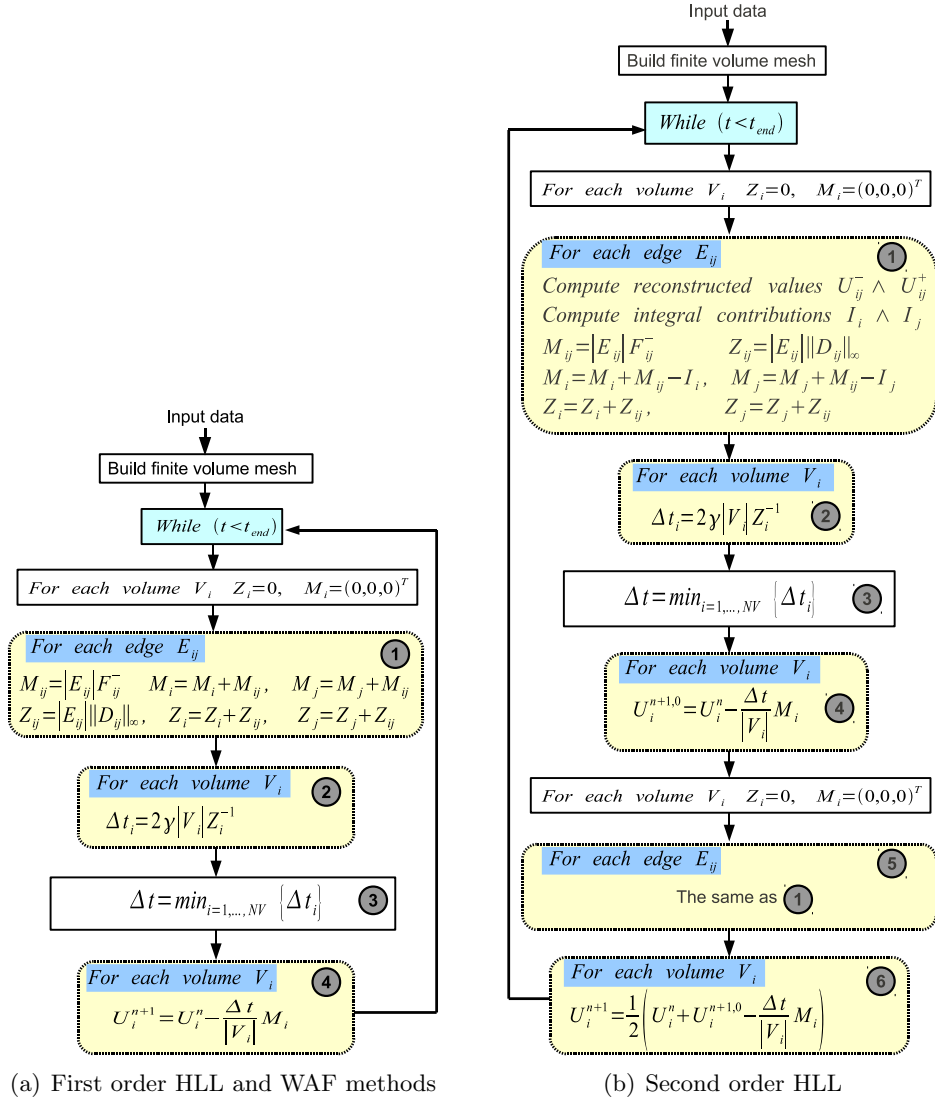 Input data
Build finite volume mesh
While (t<t_end)
For each volume V_i Z_i=0, M_i=(0,0,0)^T
For each edge E_ij
1
M_ij=|E_ij|F_ij^- M_i=M_i+M_ij, M_j=M_j+M_ij
Z_ij=|E_ij|‖D_ij‖_∞, Z_i=Z_i+Z_ij, Z_j=Z_j+Z_ij
For each volume V_i
2
Δt_i=2γ|V_i|Z_i^-1
Δt=min_i=1,...,NV {Δt_i}
3
For each volume V_i
4
U_i^n+1=U_i^n-Δt/|V_i| M_i
(a) First order HLL and WAF methods
Input data
Build finite volume mesh
While (t<t_end)
For each volume V_i Z_i=0, M_i=(0,0,0)^T
For each edge E_ij
1
Compute reconstructed values U_ij^- ∧ U_ij^+
Compute integral contributions I_i ∧ I_j
M_ij=|E_ij|F_ij^- Z_ij=|E_ij|‖D_ij‖_∞
M_i=M_i+M_ij-I_i, M_j=M_j+M_ij-I_j
Z_i=Z_i+Z_ij, Z_j=Z_j+Z_ij
For each volume V_i
Δt_i=2γ|V_i|Z_i^-1
2
Δt=min_i=1,...,NV {Δt_i}
3
For each volume V_i
U_i^n+1,0=U_i^n-Δt/|V_i| M_i
4
For each volume V_i Z_i=0, M_i=(0,0,0)^T
For each edge E_ij
5
The same as 1
For each volume V_i
6
U_i^n+1=1/2(U_i^n+U_i^n+1,0-Δt/|V_i| M_i)
(b) Second order HLL